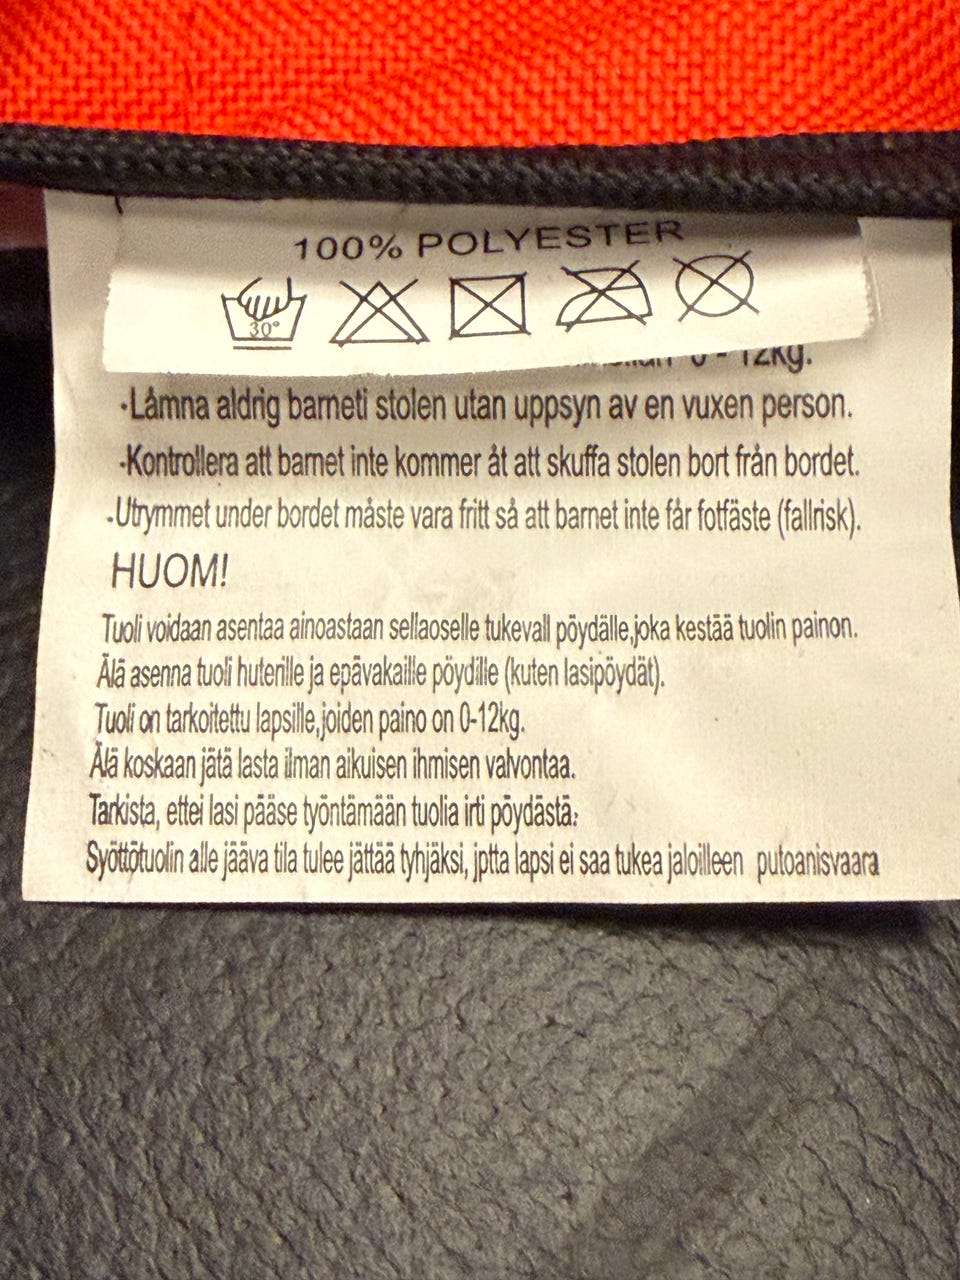 100% POLYESTER
30°
0 - 12kg.
·Låmna aldrig barneti stolen utan uppsyn av en vuxen person.
·Kontrollera att barnet inte kommer åt att skuffa stolen bort från bordet.
·Utrymmet under bordet måste vara fritt så att barnet inte får fotfäste (fallrisk).
HUOM!
Tuoli voidaan asentaa ainoastaan sellaoselle tukevall pöydälle,joka kestää tuolin painon.
Älä asenna tuoli huterille ja epävakaille pöydille (kuten lasipöydät).
Tuoli on tarkoitettu lapsille,joiden paino on 0-12kg.
Älä koskaan jätä lasta ilman aikuisen ihmisen valvontaa.
Tarkista, ettei lasi pääse työntämään tuolia irti pöydästä.
Syöttötuolin alle jääva tila tulee jättää tyhjäksi, jptta lapsi ei saa tukea jaloilleen putoanisvaara